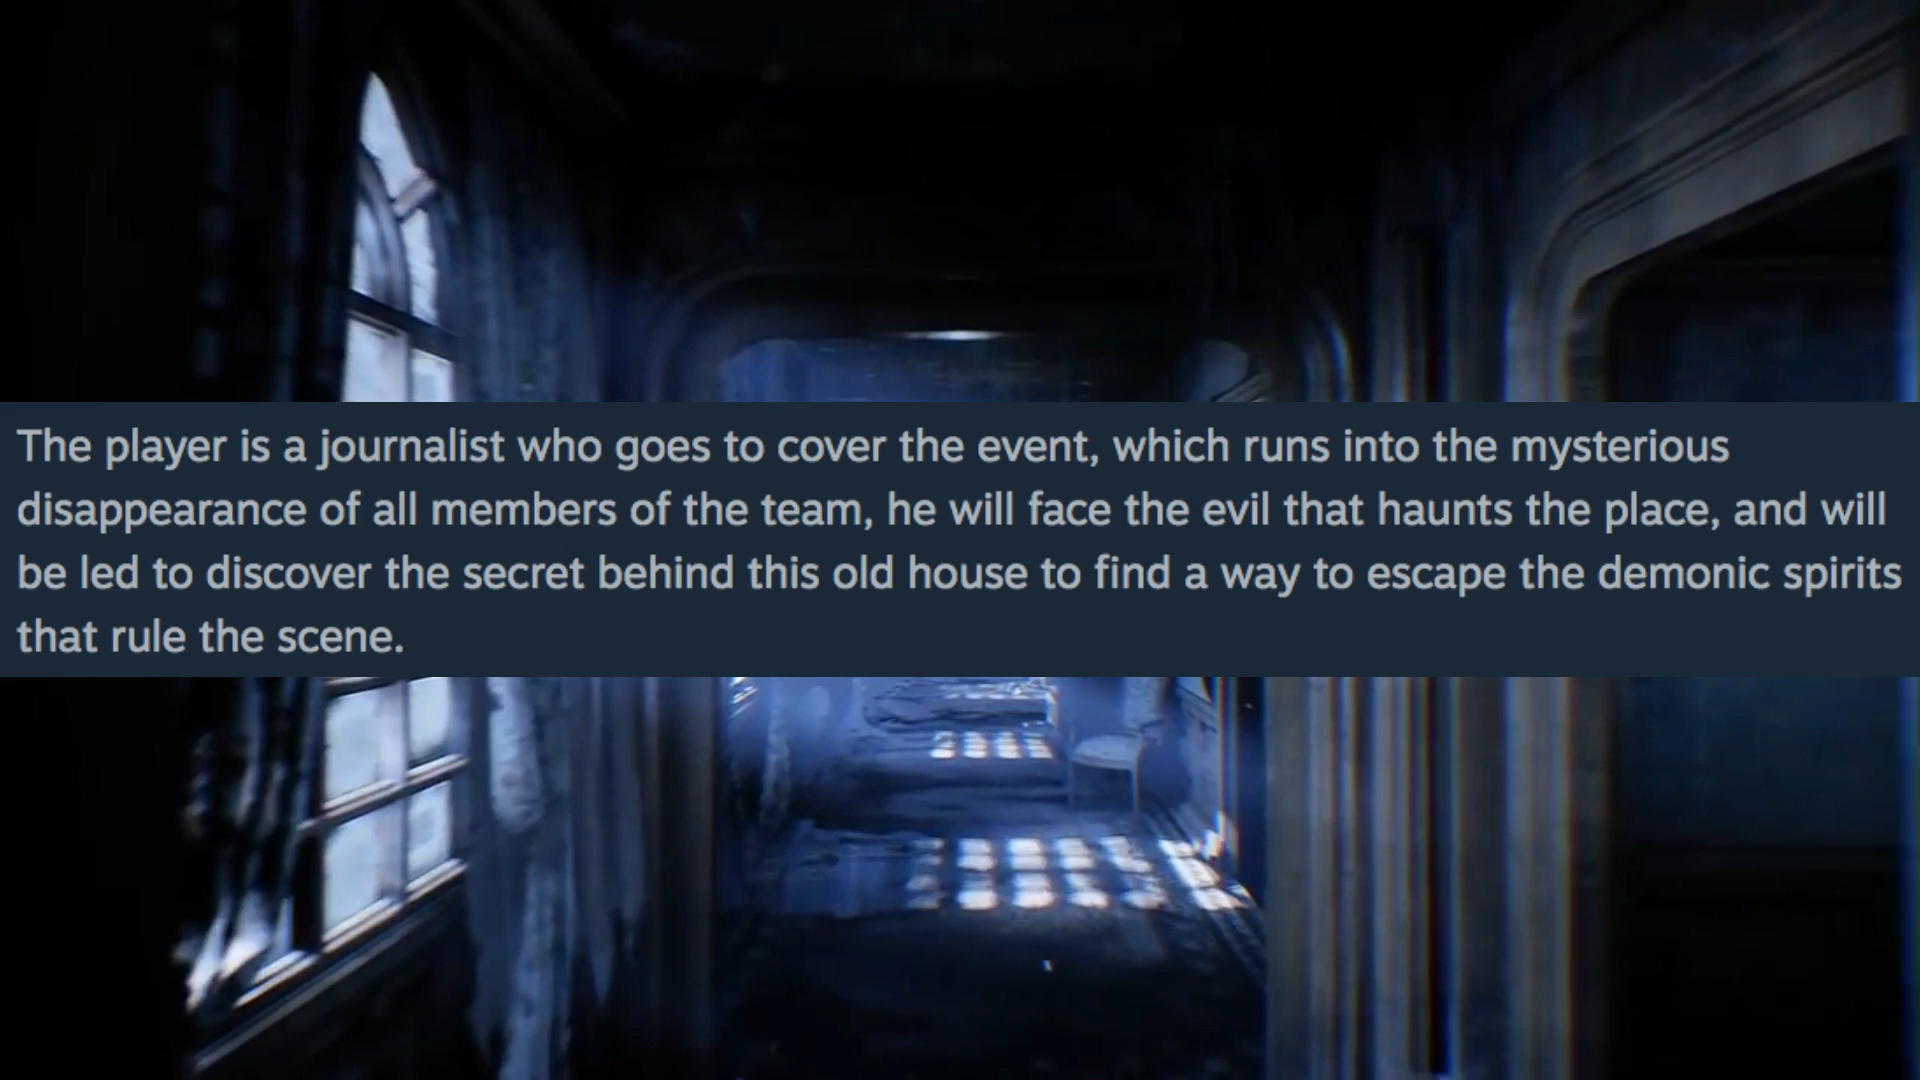 The player is a journalist who goes to cover the event, which runs into the mysterious
disappearance of all members of the team, he will face the evil that haunts the place, and will
be led to discover the secret behind this old house to find a way to escape the demonic spirits
that rule the scene.